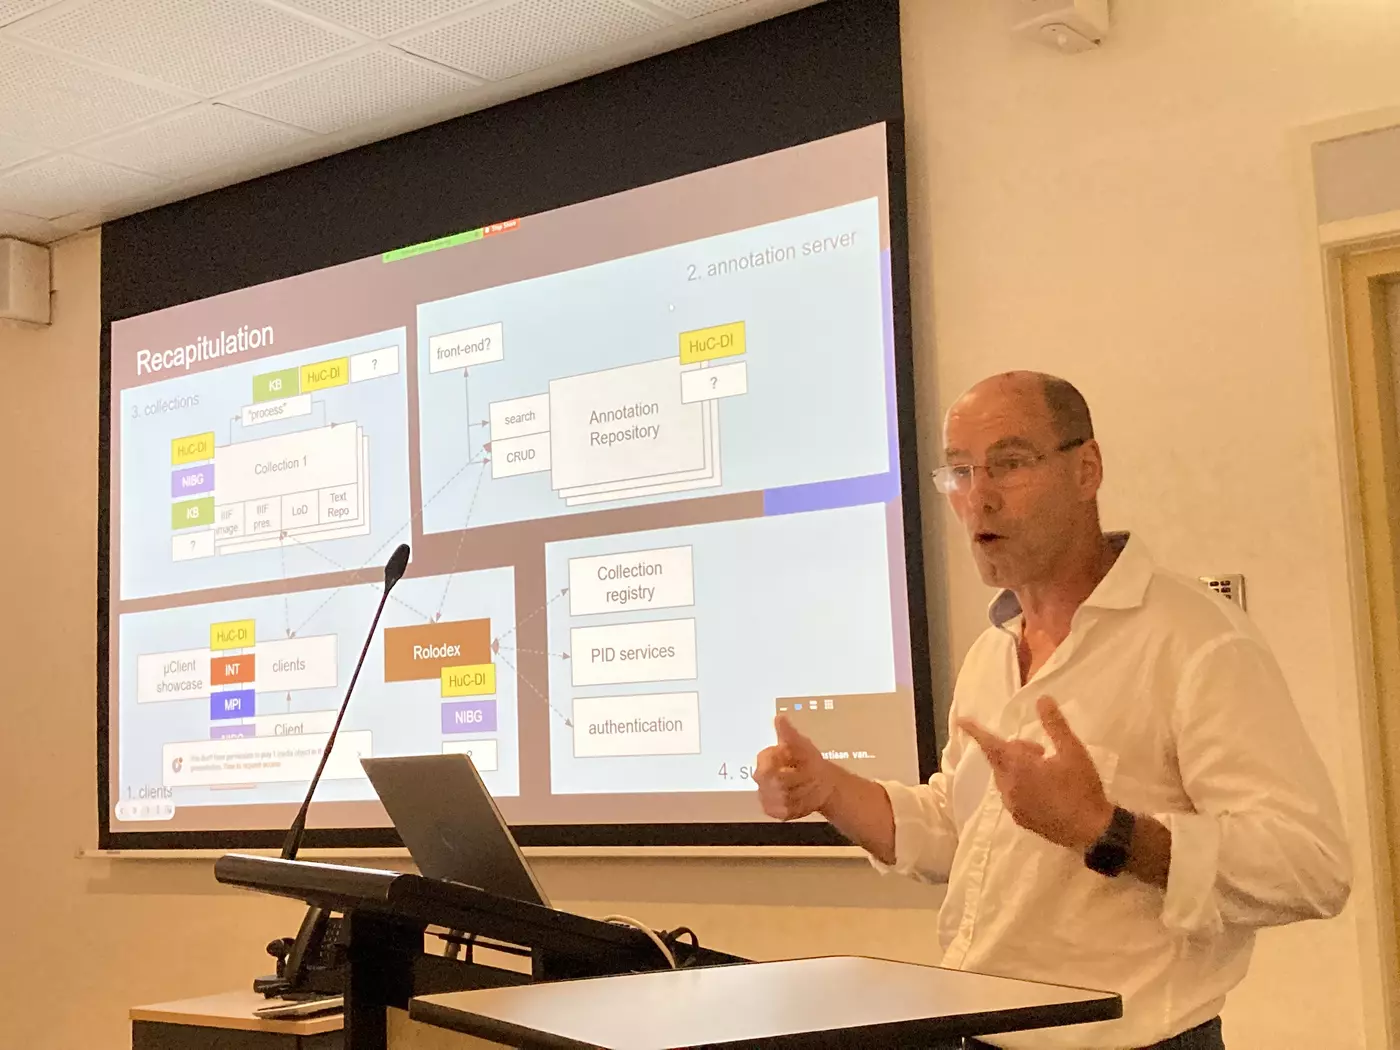 Recapitulation
3. collections
KB
HuC-DI
?
"process"
HuC-DI
NIBG
KB
?
Collection 1
IIIF
image
IIIF
pres.
LoD
Text
Repo
2. annotation server
front-end?
HuC-DI
?
search
CRUD
Annotation
Repository
HuC-DI
µClient
showcase
INT
clients
MPI
Client
1. clients
Rolodex
HuC-DI
NIBG
?
Collection
registry
PID services
authentication
4. su
van...